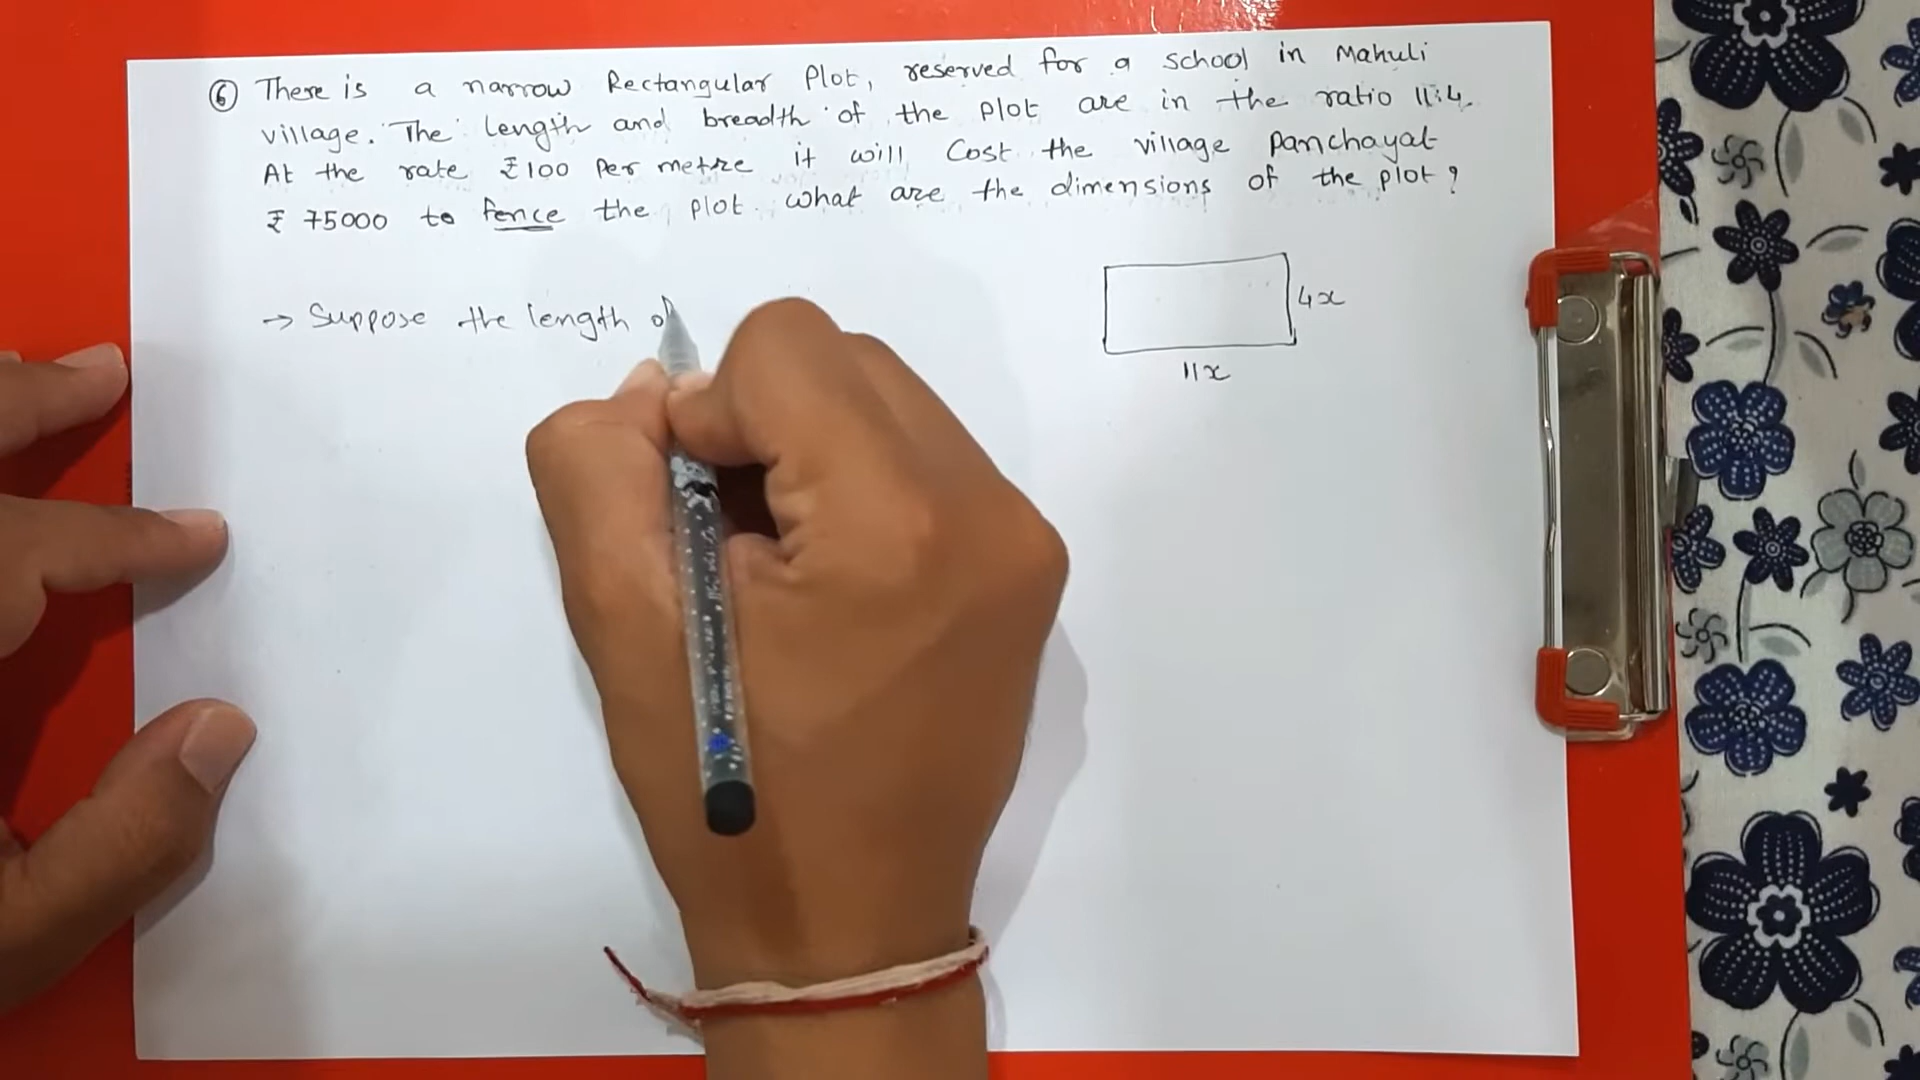 ⑥ There is a narrow Rectangular Plot, reserved for a school in Mahuli
village. The length and breadth of the plot are in the ratio 11:4.
At the rate ₹100 Per metre it will Cost the village Panchayat
₹ 75000 to fence the plot. what are the dimensions of the plot?
→ Suppose the length of
4x
11x